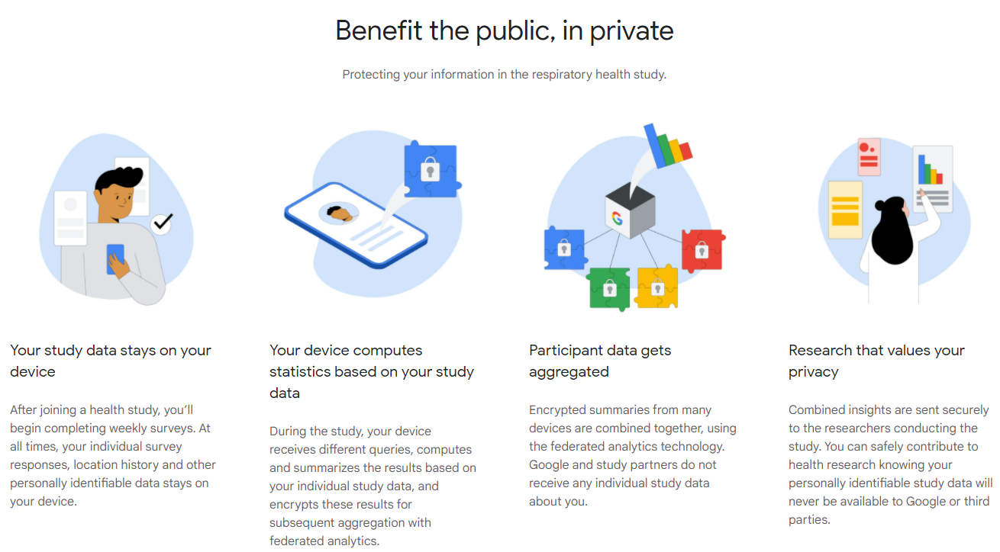 Benefit the public, in private
Protecting your information in the respiratory health study.
G
Your study data stays on your
device
After joining a health study, you'll
begin completing weekly surveys. At
all times, your individual survey
responses, location history and other
personally identifiable data stays on
your device.
Your device computes
statistics based on your study
data
During the study, your device
receives different queries, computes
and summarizes the results based on
your individual study data, and
encrypts these results for
subsequent aggregation with
federated analytics.
Participant data gets
aggregated
Encrypted summaries from many
devices are combined together, using
the federated analytics technology.
Google and study partners do not
receive any individual study data
about you.
Research that values your
privacy
Combined insights are sent securely
to the researchers conducting the
study. You can safely contribute to
health research knowing your
personally identifiable study data will
never be available to Google or third
parties.